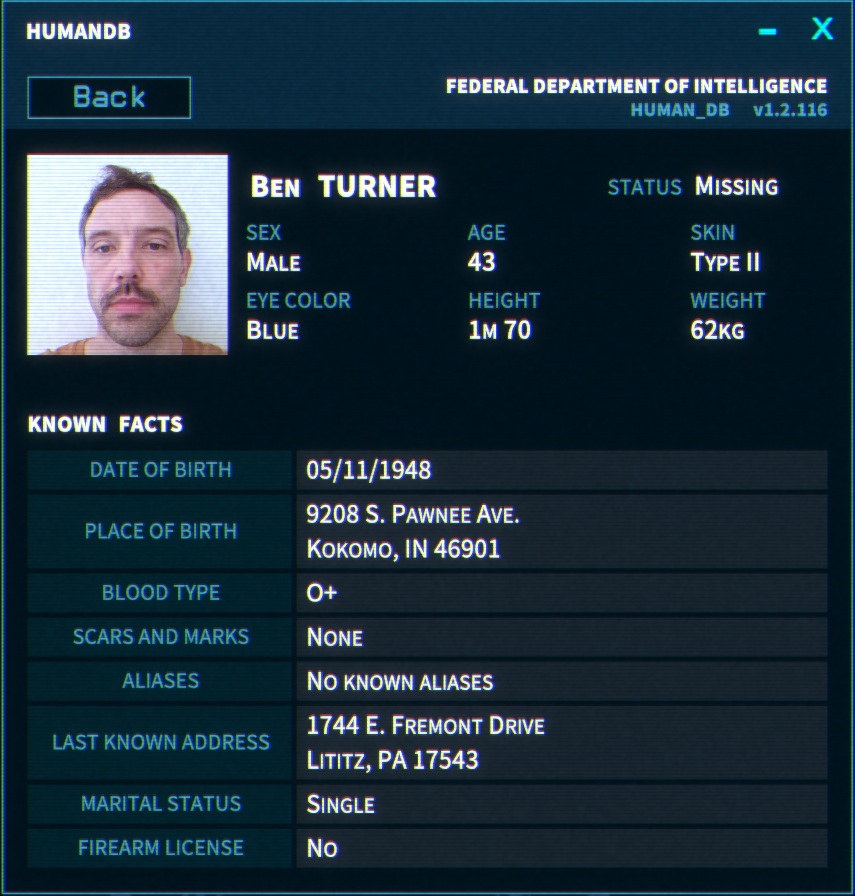 HUMANDB
– X
Back
FEDERAL DEPARTMENT OF INTELLIGENCE
HUMAN_DB v1.2.116
BEN TURNER
STATUS MISSING
SEX AGE SKIN
MALE 43 TYPE II
EYE COLOR HEIGHT WEIGHT
BLUE 1M 70 62KG
KNOWN FACTS
DATE OF BIRTH 05/11/1948
PLACE OF BIRTH 9208 S. PAWNEE AVE.
KOKOMO, IN 46901
BLOOD TYPE O+
SCARS AND MARKS NONE
ALIASES NO KNOWN ALIASES
LAST KNOWN ADDRESS 1744 E. FREMONT DRIVE
LITITZ, PA 17543
MARITAL STATUS SINGLE
FIREARM LICENSE NO